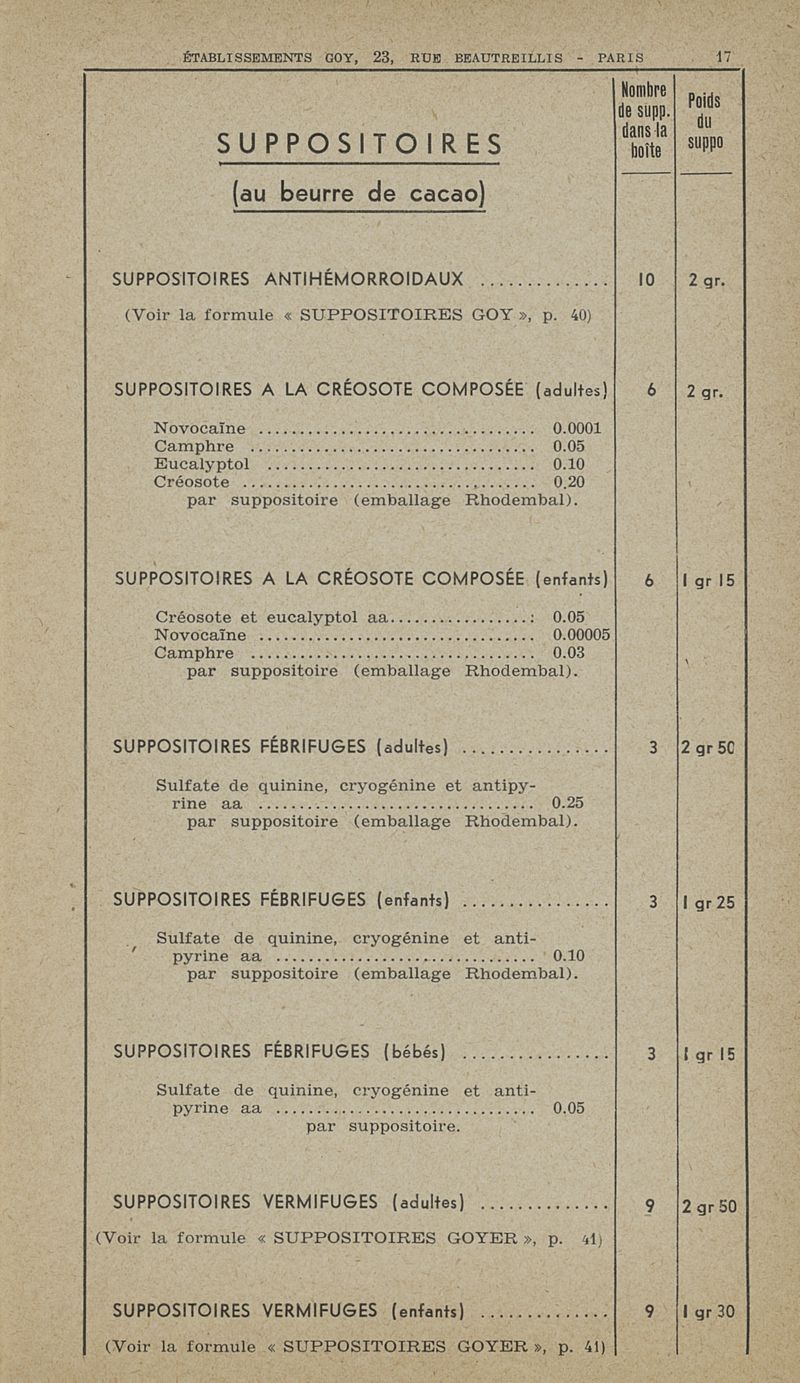 ÉTABLISSEMENTS GOY, 23, RUE BEAUTREILLIS - PARIS 17
Nombre de supp. dans la boîte
Poids du suppo
SUPPOSITOIRES
(au beurre de cacao)
SUPPOSITOIRES ANTIHÉMORROIDAUX ............... 10 2 gr.
(Voir la formule « SUPPOSITOIRES GOY », p. 40)
SUPPOSITOIRES A LA CRÉOSOTE COMPOSÉE (adultes) 6 2 gr.
Novocaïne .................................. 0.0001
Camphre .................................. 0.05
Eucalyptol ................................. 0.10
Créosote .................................. 0.20
par suppositoire (emballage Rhodembal).
SUPPOSITOIRES A LA CRÉOSOTE COMPOSÉE (enfants) 6 1 gr 15
Créosote et eucalyptol aa.................: 0.05
Novocaïne .................................. 0.00005
Camphre .................................. 0.03
par suppositoire (emballage Rhodembal).
SUPPOSITOIRES FÉBRIFUGES (adultes) ................ 3 2 gr 50
Sulfate de quinine, cryogénine et antipy-
rine aa .................................. 0.25
par suppositoire (emballage Rhodembal).
SUPPOSITOIRES FÉBRIFUGES (enfants) ................ 3 1 gr 25
Sulfate de quinine, cryogénine et anti-
pyrine aa ................................ 0.10
par suppositoire (emballage Rhodembal).
SUPPOSITOIRES FÉBRIFUGES (bébés) ................ 3 1 gr 15
Sulfate de quinine, cryogénine et anti-
pyrine aa ................................ 0.05
par suppositoire.
SUPPOSITOIRES VERMIFUGES (adultes) .............. 9 2 gr 50
(Voir la formule « SUPPOSITOIRES GOYER », p. 41)
SUPPOSITOIRES VERMIFUGES (enfants) .............. 9 1 gr 30
(Voir la formule « SUPPOSITOIRES GOYER », p. 41)